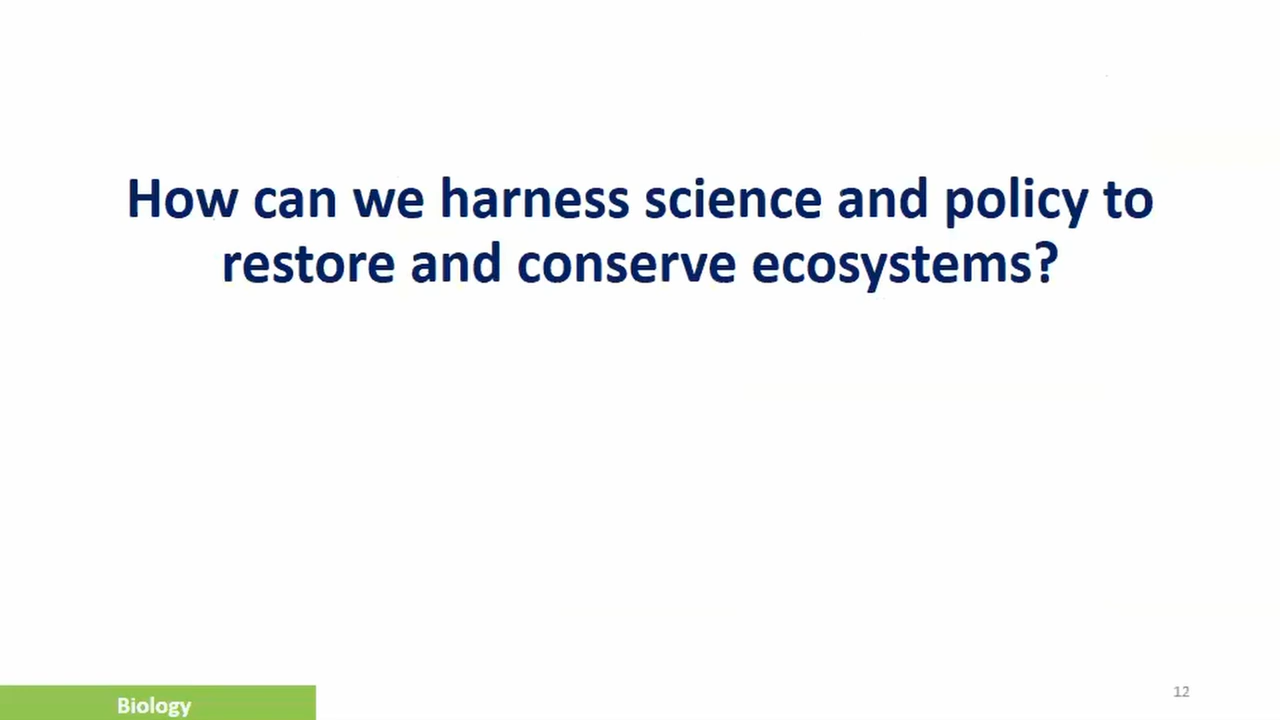 How can we harness science and policy to
restore and conserve ecosystems?
Biology
12